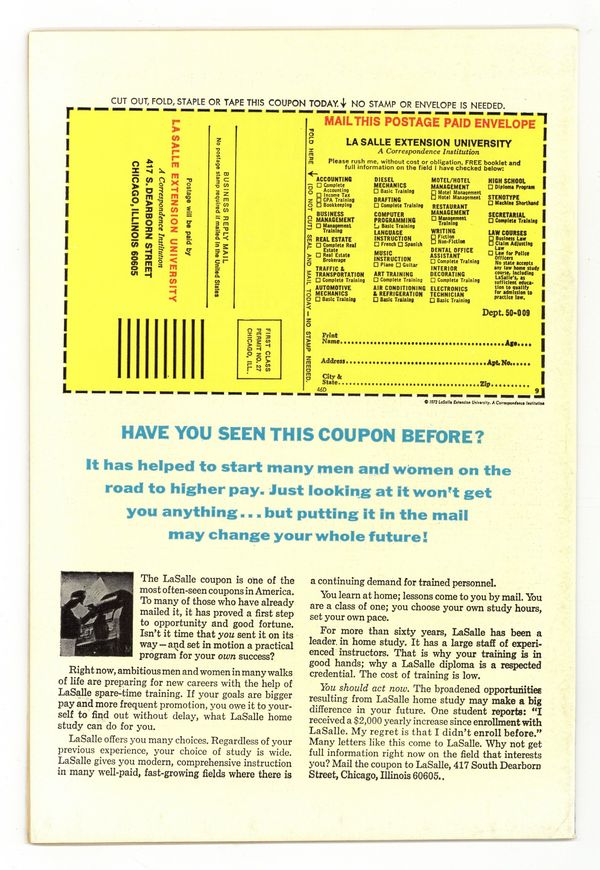 CUT OUT, FOLD, STAPLE OR TAPE THIS COUPON TODAY. ↓ NO STAMP OR ENVELOPE IS NEEDED.
BUSINESS REPLY MAIL
No postage stamp required if mailed in the United States
Postage will be paid by
LA SALLE EXTENSION UNIVERSITY
A Correspondence Institution
417 S. DEARBORN STREET
CHICAGO, ILLINOIS 60605
FIRST CLASS
PERMIT NO. 27
CHICAGO, ILL.
FOLD HERE → (DO NOT CUT) SEAL AND MAIL TODAY — NO STAMP NEEDED.
MAIL THIS POSTAGE PAID ENVELOPE
LA SALLE EXTENSION UNIVERSITY
A Correspondence Institution
Please rush me, without cost or obligation, FREE booklet and
full information on the field I have checked below:
ACCOUNTING
☐ Complete
Accounting
☐ Income Tax
☐ CPA Training
☐ Bookkeeping
BUSINESS
MANAGEMENT
☐ Management
Training
REAL ESTATE
☐ Complete Real
Estate
☐ Real Estate
Brokerage
TRAFFIC &
TRANSPORTATION
☐ Complete Training
AUTOMOTIVE
MECHANICS
☐ Basic Training
DIESEL
MECHANICS
☐ Basic Training
DRAFTING
☐ Complete Training
COMPUTER
PROGRAMMING
☐ Basic Training
LANGUAGE
INSTRUCTION
☐ French ☐ Spanish
MUSIC
INSTRUCTION
☐ Piano ☐ Guitar
ART TRAINING
☐ Complete Training
AIR CONDITIONING
& REFRIGERATION
☐ Basic Training
MOTEL/HOTEL
MANAGEMENT
☐ Motel Management
☐ Hotel Management
RESTAURANT
MANAGEMENT
☐ Management
Training
WRITING
☐ Fiction
☐ Non-Fiction
DENTAL OFFICE
ASSISTANT
☐ Complete Training
INTERIOR
DECORATING
☐ Complete Training
ELECTRONICS
TECHNICIAN
☐ Basic Training
HIGH SCHOOL
☐ Diploma Program
STENOTYPE
☐ Machine Shorthand
SECRETARIAL
☐ Complete Training
LAW COURSES
☐ Business Law
☐ Claim Adjusting
Law
☐ Law for Police
Officers
No state accepts
any law home study
course, including
LaSalle's, as
sufficient educa-
tion to qualify
for admission to
practice law.
Dept. 50-009
Print
Name Age
Address Apt. No.
City &
State Zip
46D
9
© 1972 LaSalle Extension University. A Correspondence Institution
HAVE YOU SEEN THIS COUPON BEFORE?
It has helped to start many men and women on the
road to higher pay. Just looking at it won't get
you anything...but putting it in the mail
may change your whole future!
The LaSalle coupon is one of the
most often-seen coupons in America.
To many of those who have already
mailed it, it has proved a first step
to opportunity and good fortune.
Isn't it time that you sent it on its
way—and set in motion a practical
program for your own success?
Right now, ambitious men and women in many walks
of life are preparing for new careers with the help of
LaSalle spare-time training. If your goals are bigger
pay and more frequent promotion, you owe it to your-
self to find out without delay, what LaSalle home
study can do for you.
LaSalle offers you many choices. Regardless of your
previous experience, your choice of study is wide.
LaSalle gives you modern, comprehensive instruction
in many well-paid, fast-growing fields where there is
a continuing demand for trained personnel.
You learn at home; lessons come to you by mail. You
are a class of one; you choose your own study hours,
set your own pace.
For more than sixty years, LaSalle has been a
leader in home study. It has a large staff of experi-
enced instructors. That is why your training is in
good hands; why a LaSalle diploma is a respected
credential. The cost of training is low.
You should act now. The broadened opportunities
resulting from LaSalle home study may make a big
difference in your future. One student reports: "I
received a $2,000 yearly increase since enrollment with
LaSalle. My regret is that I didn't enroll before."
Many letters like this come to LaSalle. Why not get
full information right now on the field that interests
you? Mail the coupon to LaSalle, 417 South Dearborn
Street, Chicago, Illinois 60605..